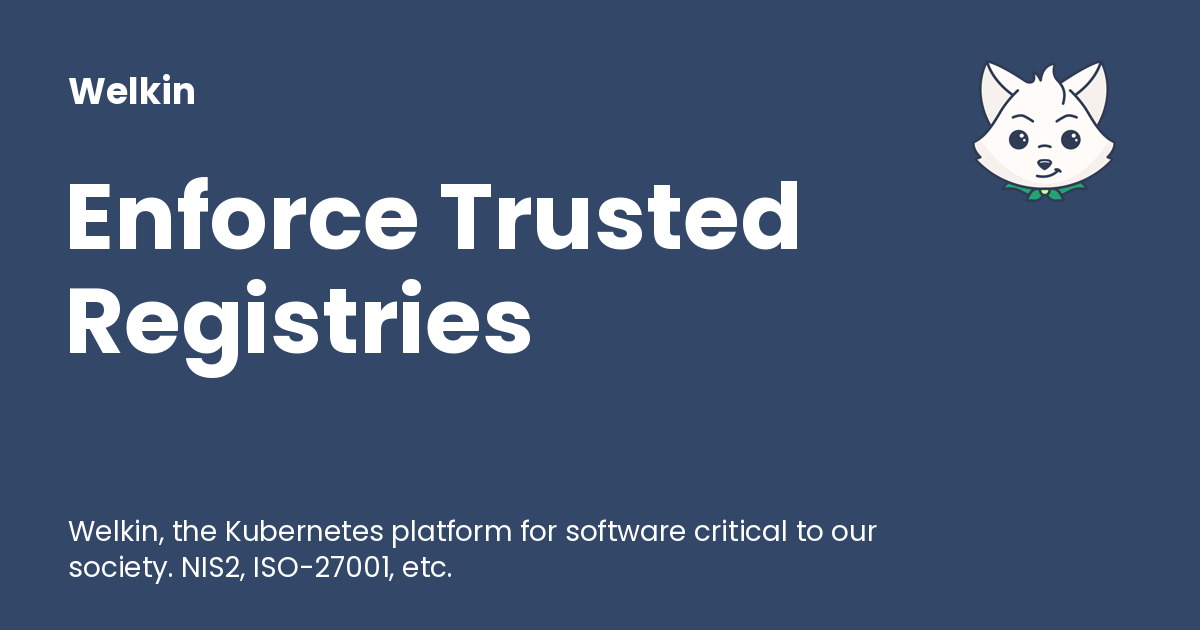 Welkin
Enforce Trusted
Registries
Welkin, the Kubernetes platform for software critical to our
society. NIS2, ISO-27001, etc.